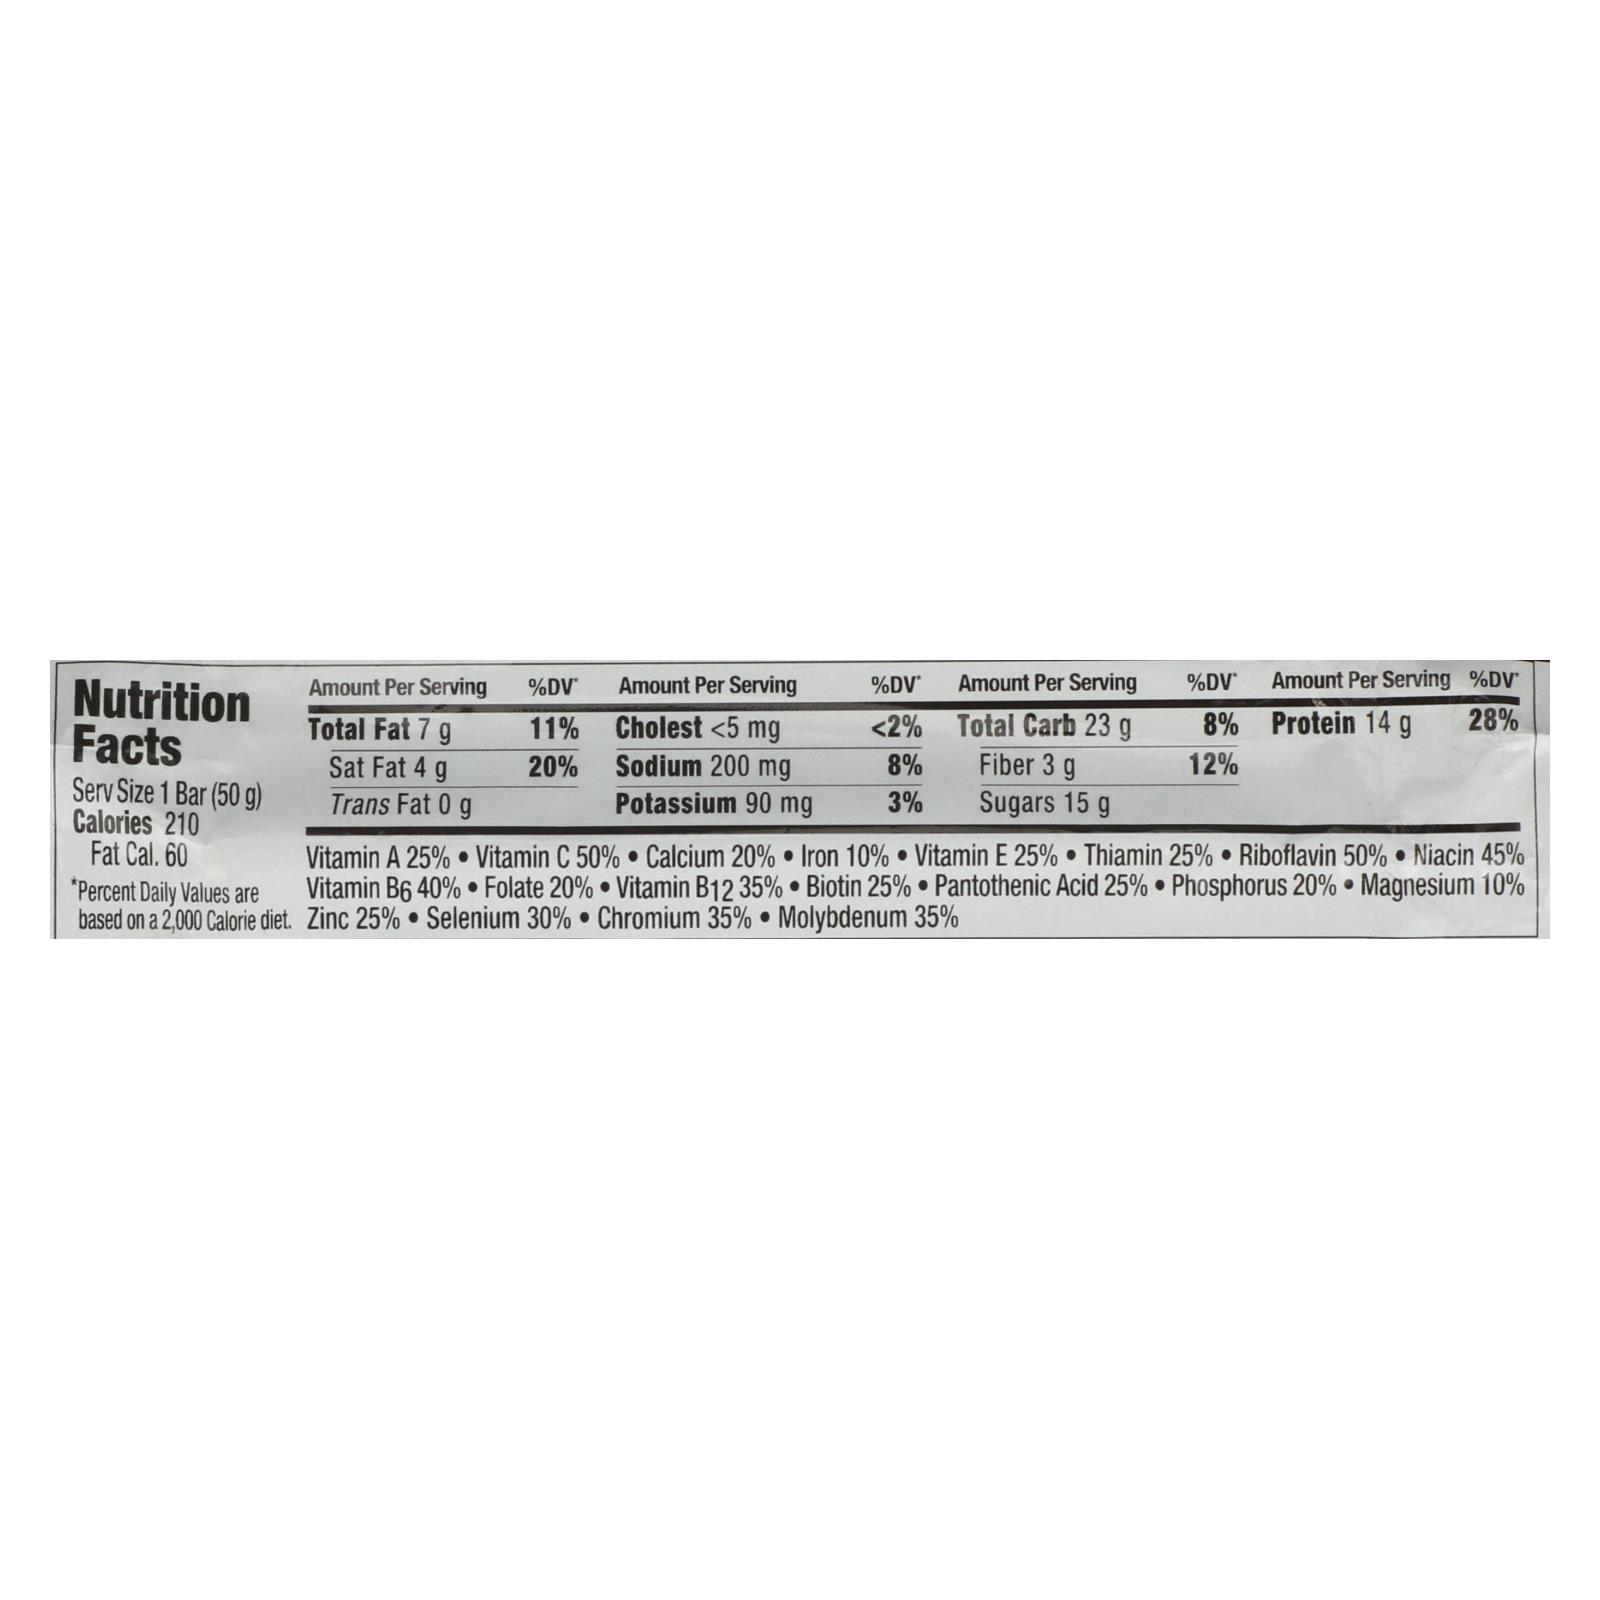 Nutrition
Facts
Serv Size 1 Bar (50 g)
Calories 210
Fat Cal. 60
*Percent Daily Values are
based on a 2,000 Calorie diet.
Amount Per Serving %DV* Amount Per Serving %DV* Amount Per Serving %DV* Amount Per Serving %DV*
Total Fat 7 g 11% Cholest <5 mg <2% Total Carb 23 g 8% Protein 14 g 28%
Sat Fat 4 g 20% Sodium 200 mg 8% Fiber 3 g 12%
Trans Fat 0 g Potassium 90 mg 3% Sugars 15 g
Vitamin A 25% • Vitamin C 50% • Calcium 20% • Iron 10% • Vitamin E 25% • Thiamin 25% • Riboflavin 50% • Niacin 45%
Vitamin B6 40% • Folate 20% • Vitamin B12 35% • Biotin 25% • Pantothenic Acid 25% • Phosphorus 20% • Magnesium 10%
Zinc 25% • Selenium 30% • Chromium 35% • Molybdenum 35%